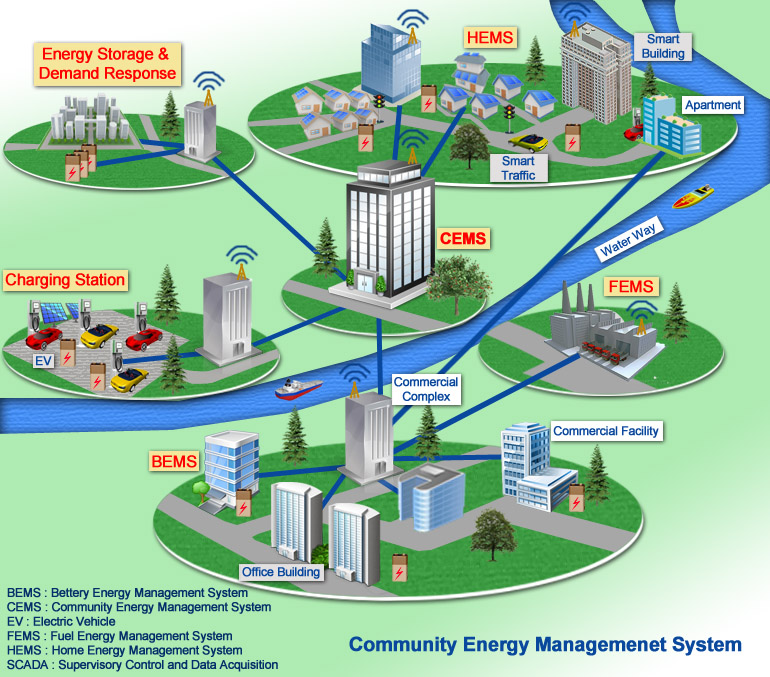 Energy Storage &
Demand Response
HEMS
Smart
Building
Apartment
Smart
Traffic
CEMS
Water Way
Charging Station
EV
FEMS
Commercial
Complex
BEMS
Commercial Facility
Office Building
BEMS : Bettery Energy Management System
CEMS : Community Energy Management System
EV : Electric Vehicle
FEMS : Fuel Energy Management System
HEMS : Home Energy Management System
SCADA : Supervisory Control and Data Acquisition
Community Energy Managemenet System